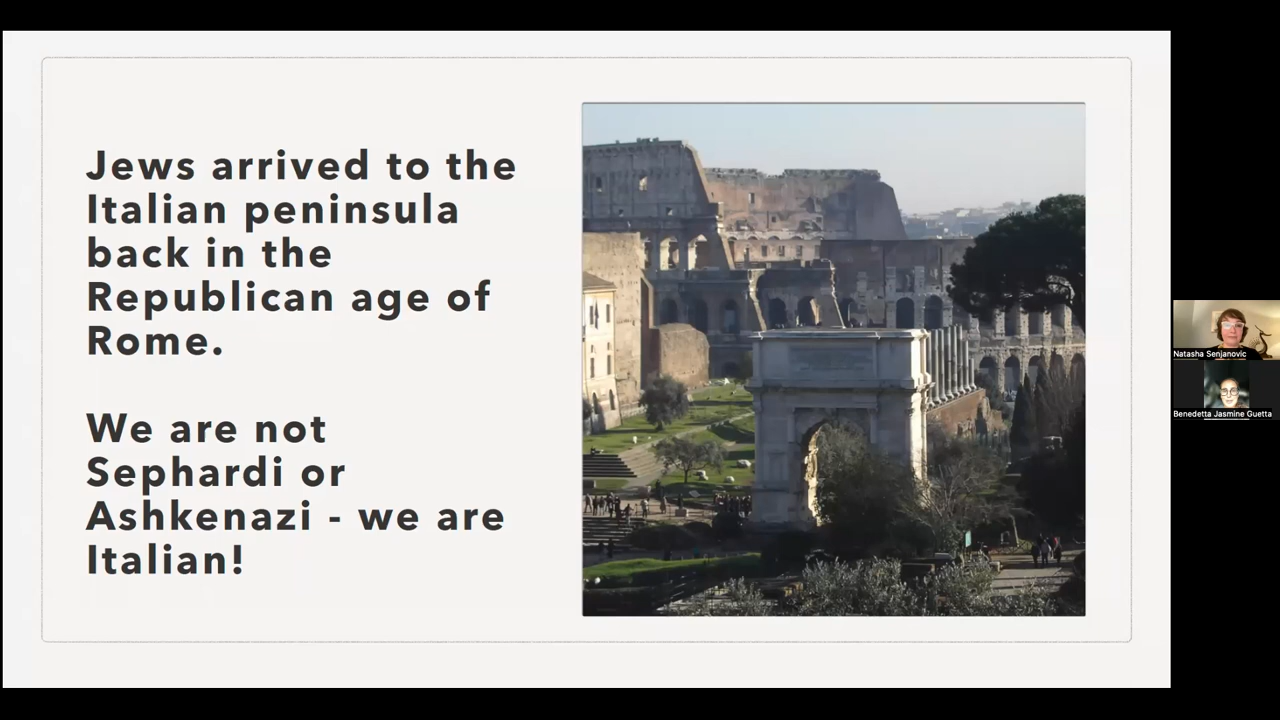 Jews arrived to the
Italian peninsula
back in the
Republican age of
Rome.
We are not
Sephardi or
Ashkenazi - we are
Italian!
Natasha Senjanovic
Benedetta Jasmine Guetta